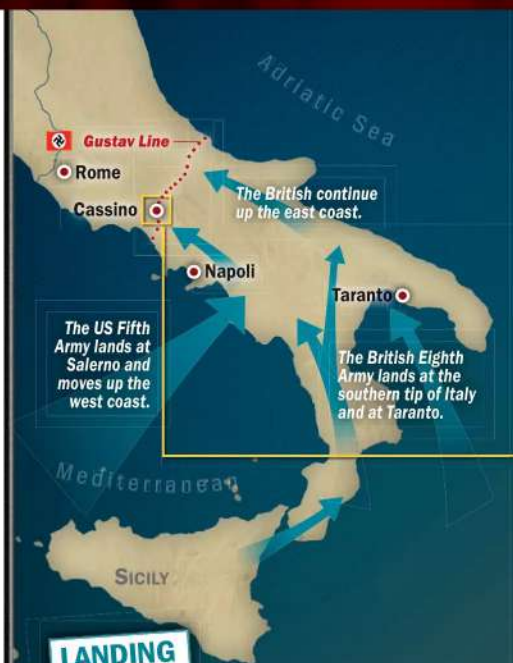 Adriatic Sea
Gustav Line
Rome
The British continue
up the east coast.
Cassino
Napoli
Taranto
The US Fifth
Army lands at
Salerno and
moves up the
west coast.
The British Eighth
Army lands at the
southern tip of Italy
and at Taranto.
Mediterranean
SICILY
LANDING